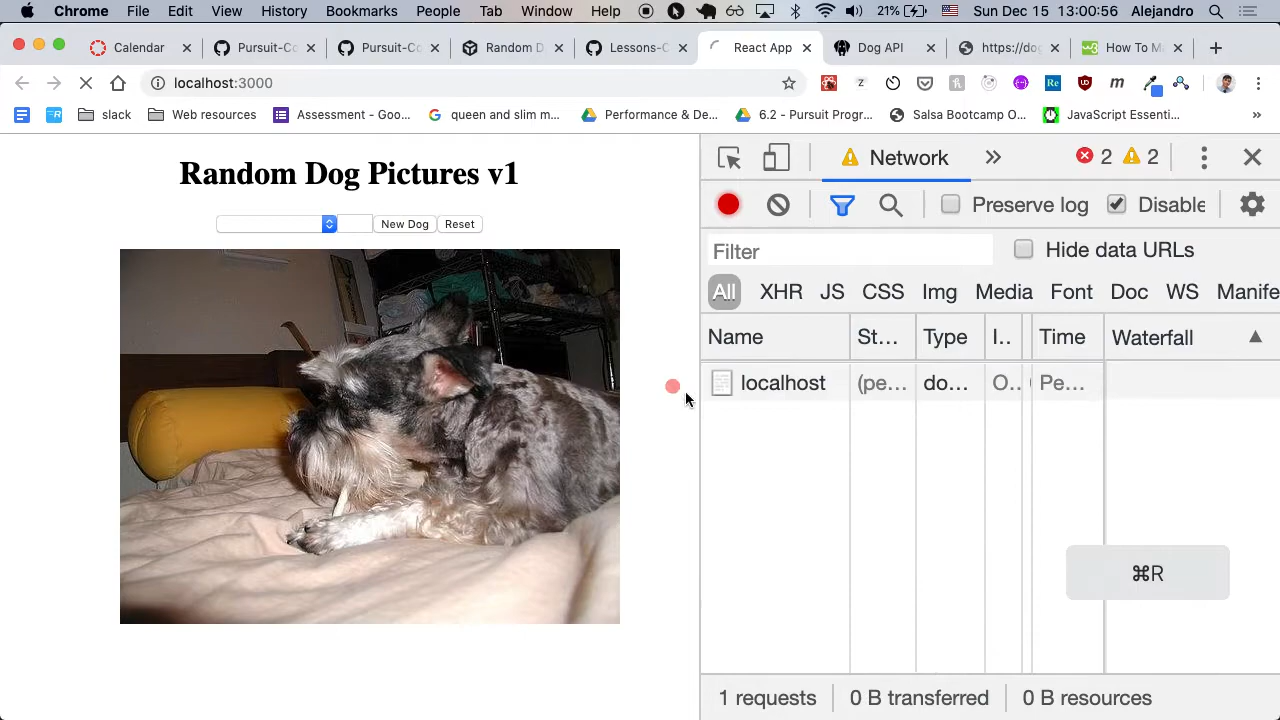 Chrome File Edit View History Bookmarks People Tab Window Help 21% Sun Dec 15 13:00:56 Alejandro
Calendar Pursuit-Co Pursuit-Co Random D Lessons-C React App Dog API https://dog How To Ma
localhost:3000
slack Web resources Assessment - Goo... queen and slim m... Performance & De... 6.2 - Pursuit Progr... Salsa Bootcamp O... JavaScript Essenti... »
Network » 2 2
Random Dog Pictures v1
Preserve log Disable
New Dog Reset
Filter Hide data URLs
All XHR JS CSS Img Media Font Doc WS Manife
Name St... Type I.. Time Waterfall
localhost (pe... do... O.. ( Pe...
⌘R
1 requests 0 B transferred 0 B resources